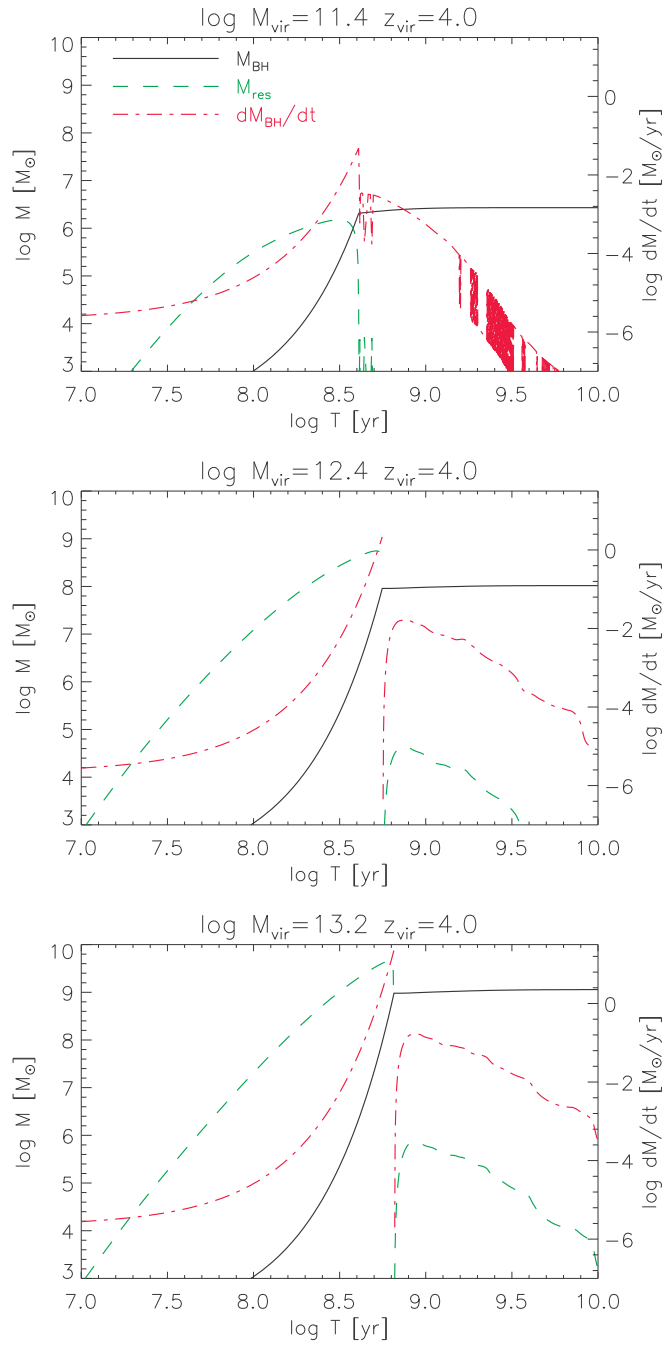 log M_vir=11.4 z_vir=4.0
M_BH
M_res
dM_BH/dt
10
9
8
7
6
5
4
3
log M [M_⊙]
0
−2
−4
−6
log dM/dt [M_⊙/yr]
7.0 7.5 8.0 8.5 9.0 9.5 10.0
log T [yr]
log M_vir=12.4 z_vir=4.0
10
9
8
7
6
5
4
3
log M [M_⊙]
0
−2
−4
−6
log dM/dt [M_⊙/yr]
7.0 7.5 8.0 8.5 9.0 9.5 10.0
log T [yr]
log M_vir=13.2 z_vir=4.0
10
9
8
7
6
5
4
3
log M [M_⊙]
0
−2
−4
−6
log dM/dt [M_⊙/yr]
7.0 7.5 8.0 8.5 9.0 9.5 10.0
log T [yr]